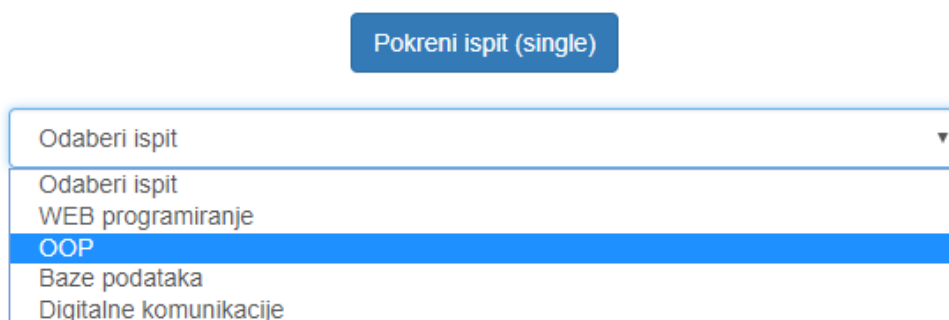 Pokreni ispit (single)
Odaberi ispit
Odaberi ispit
WEB programiranje
OOP
Baze podataka
Digitalne komunikacije